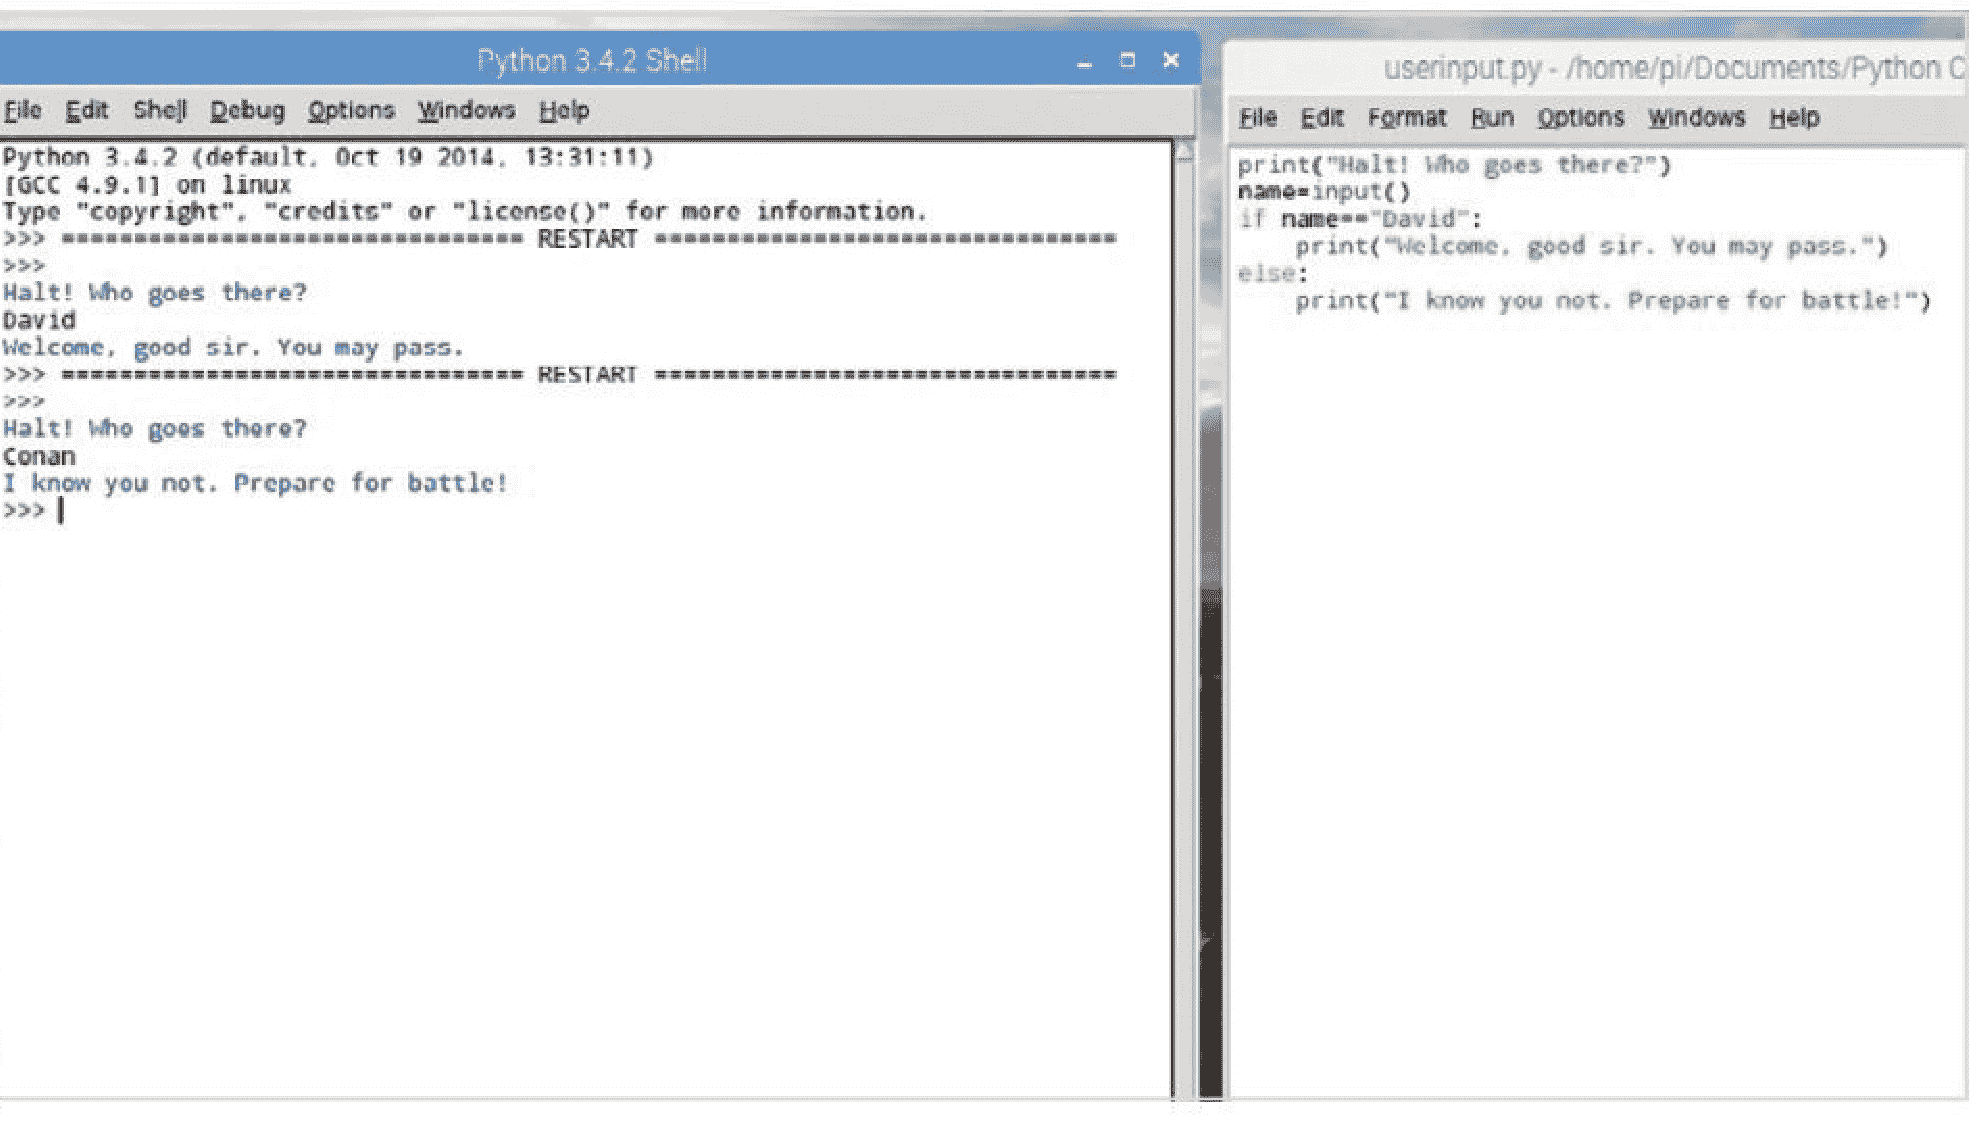 Python 3.4.2 Shell
File Edit Shell Debug Options Windows Help
Python 3.4.2 (default, Oct 19 2014, 13:31:11)
[GCC 4.9.1] on linux
Type "copyright", "credits" or "license()" for more information.
>>> ================================ RESTART ================================
>>>
Halt! Who goes there?
David
Welcome, good sir. You may pass.
>>> ================================ RESTART ================================
>>>
Halt! Who goes there?
Conan
I know you not. Prepare for battle!
>>>
userinput.py - /home/pi/Documents/Python C
File Edit Format Run Options Windows Help
print("Halt! Who goes there?")
name=input()
if name=="David":
    print("Welcome, good sir. You may pass.")
else:
    print("I know you not. Prepare for battle!")